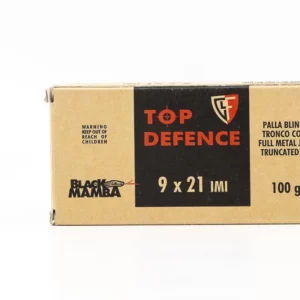 WARNING
KEEP OUT OF
REACH OF
CHILDREN
TOP
DEFENCE
BLACK
MAMBA
9 x 21 IMI
PALLA BLIN
TRONCO CO
FULL METAL J
TRUNCATED
100 g